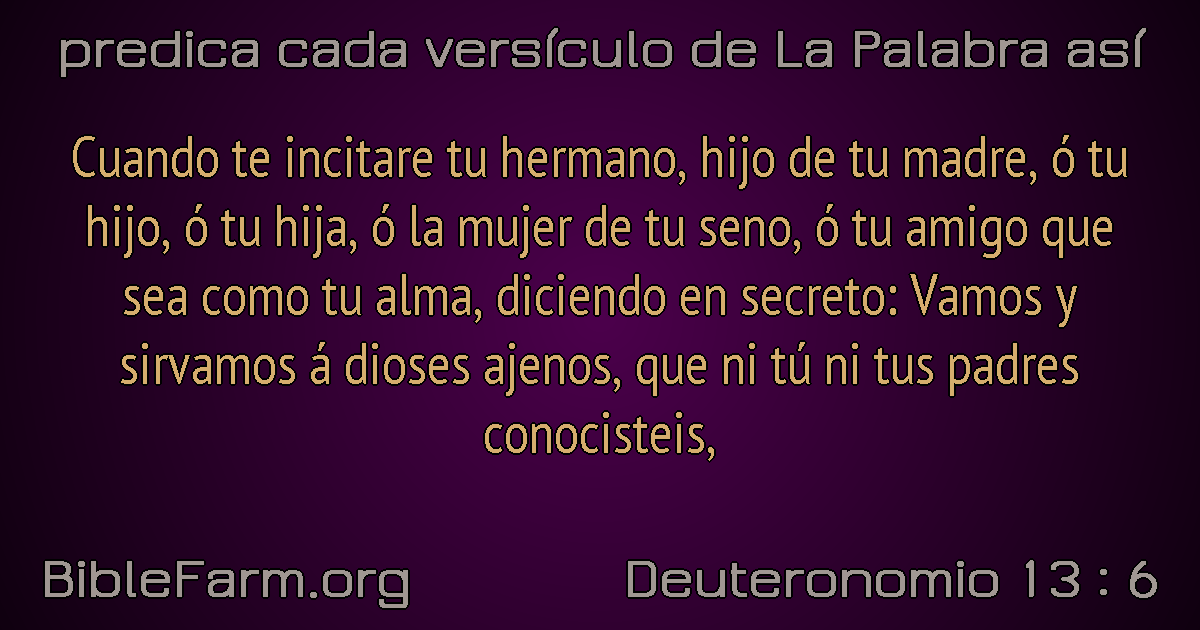 predica cada versículo de La Palabra así
Cuando te incitare tu hermano, hijo de tu madre, ó tu
hijo, ó tu hija, ó la mujer de tu seno, ó tu amigo que
sea como tu alma, diciendo en secreto: Vamos y
sirvamos á dioses ajenos, que ni tú ni tus padres
conocisteis,
BibleFarm.org
Deuteronomio 13 : 6